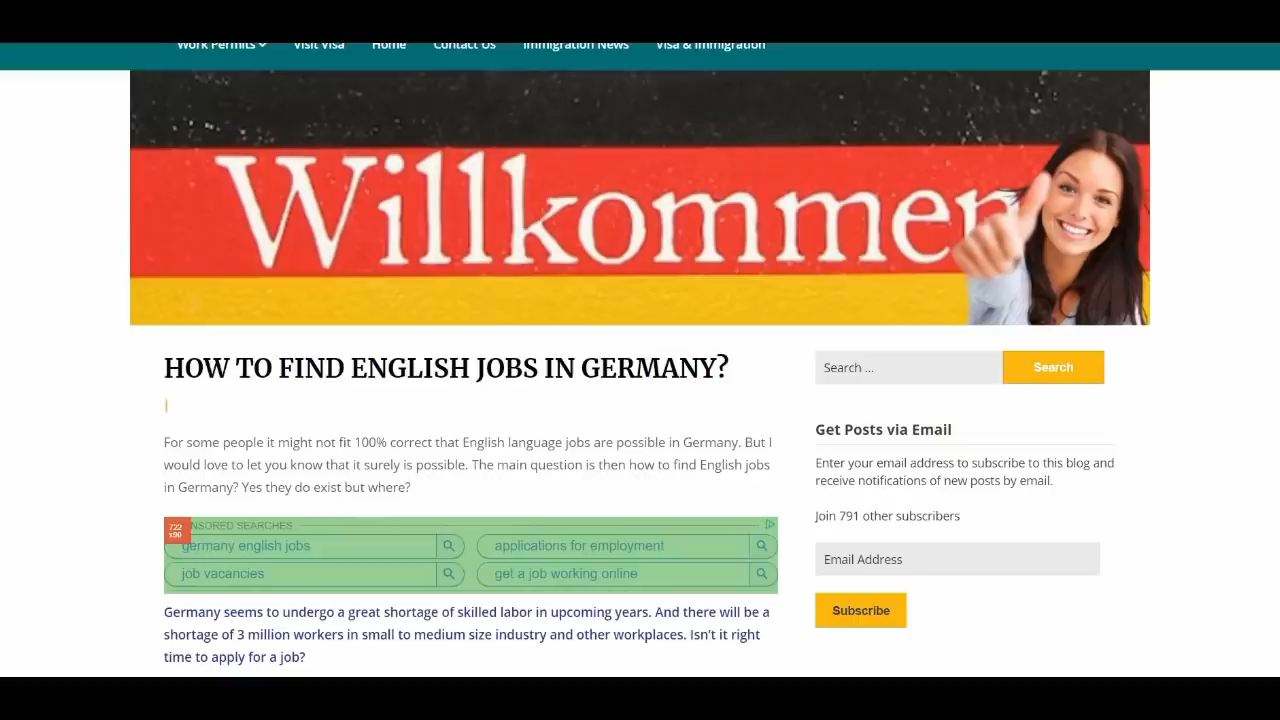 Work Permits Visit Visa Home Contact Us Immigration News Visa & Immigration
Willkommen
HOW TO FIND ENGLISH JOBS IN GERMANY?
For some people it might not fit 100% correct that English language jobs are possible in Germany. But I
would love to let you know that it surely is possible. The main question is then how to find English jobs
in Germany? Yes they do exist but where?
722
x90
NSORED SEARCHES
germany english jobs
applications for employment
job vacancies
get a job working online
Germany seems to undergo a great shortage of skilled labor in upcoming years. And there will be a
shortage of 3 million workers in small to medium size industry and other workplaces. Isn't it right
time to apply for a job?
Search ...
Search
Get Posts via Email
Enter your email address to subscribe to this blog and
receive notifications of new posts by email.
Join 791 other subscribers
Email Address
Subscribe